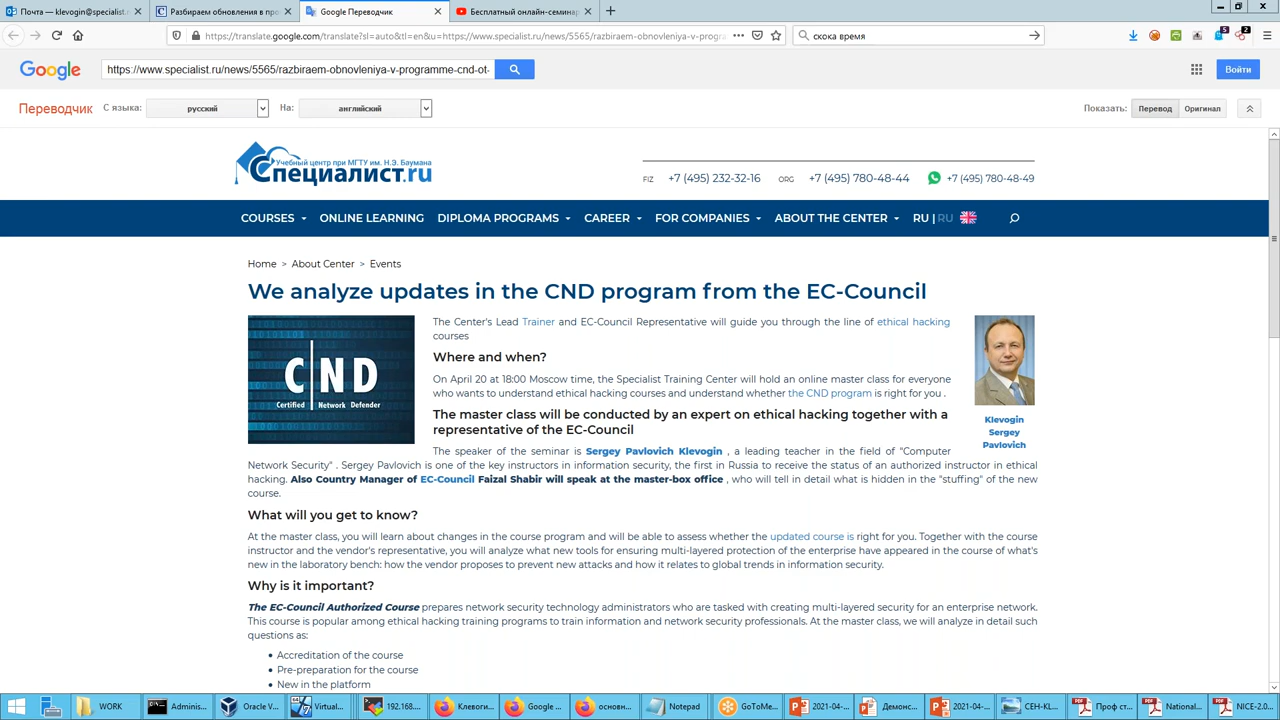 Почта — klevogin@specialist.r
Разбираем обновления в про
Google Переводчик
Бесплатный онлайн-семинар
https://translate.google.com/translate?sl=auto&tl=en&u=https://www.specialist.ru/news/5565/razbiraem-obnovleniya-v-progra
скока время
5
2
Google
https://www.specialist.ru/news/5565/razbiraem-obnovleniya-v-programme-cnd-ot-
Войти
Переводчик
С языка:
русский
На:
английский
Показать:
Перевод
Оригинал
Учебный центр при МГТУ им. Н.Э. Баумана
Специалист.ru
FIZ
+7 (495) 232-32-16
ORG
+7 (495) 780-48-44
+7 (495) 780-48-49
COURSES
ONLINE LEARNING
DIPLOMA PROGRAMS
CAREER
FOR COMPANIES
ABOUT THE CENTER
RU | RU
Home > About Center > Events
We analyze updates in the CND program from the EC-Council
C|ND
Certified Network Defender
The Center's Lead Trainer and EC-Council Representative will guide you through the line of ethical hacking
courses
Where and when?
On April 20 at 18:00 Moscow time, the Specialist Training Center will hold an online master class for everyone
who wants to understand ethical hacking courses and understand whether the CND program is right for you .
The master class will be conducted by an expert on ethical hacking together with a
representative of the EC-Council
Klevogin
Sergey
Pavlovich
The speaker of the seminar is Sergey Pavlovich Klevogin , a leading teacher in the field of "Computer
Network Security" . Sergey Pavlovich is one of the key instructors in information security, the first in Russia to receive the status of an authorized instructor in ethical
hacking. Also Country Manager of EC-Council Faizal Shabir will speak at the master-box office , who will tell in detail what is hidden in the "stuffing" of the new
course.
What will you get to know?
At the master class, you will learn about changes in the course program and will be able to assess whether the updated course is right for you. Together with the course
instructor and the vendor's representative, you will analyze what new tools for ensuring multi-layered protection of the enterprise have appeared in the course of what's
new in the laboratory bench: how the vendor proposes to prevent new attacks and how it relates to global trends in information security.
Why is it important?
The EC-Council Authorized Course prepares network security technology administrators who are tasked with creating multi-layered security for an enterprise network.
This course is popular among ethical hacking training programs to train information and network security professionals. At the master class, we will analyze in detail such
questions as:
Accreditation of the course
Pre-preparation for the course
New in the platform
WORK
Adminis...
Oracle V...
Virtual...
192.168....
Клевоги...
Google ...
основн...
Notepad
GoToMe...
2021-04-...
Демонс...
2021-04-...
CEH-KL...
Проф ст...
National...
NICE-2.0...